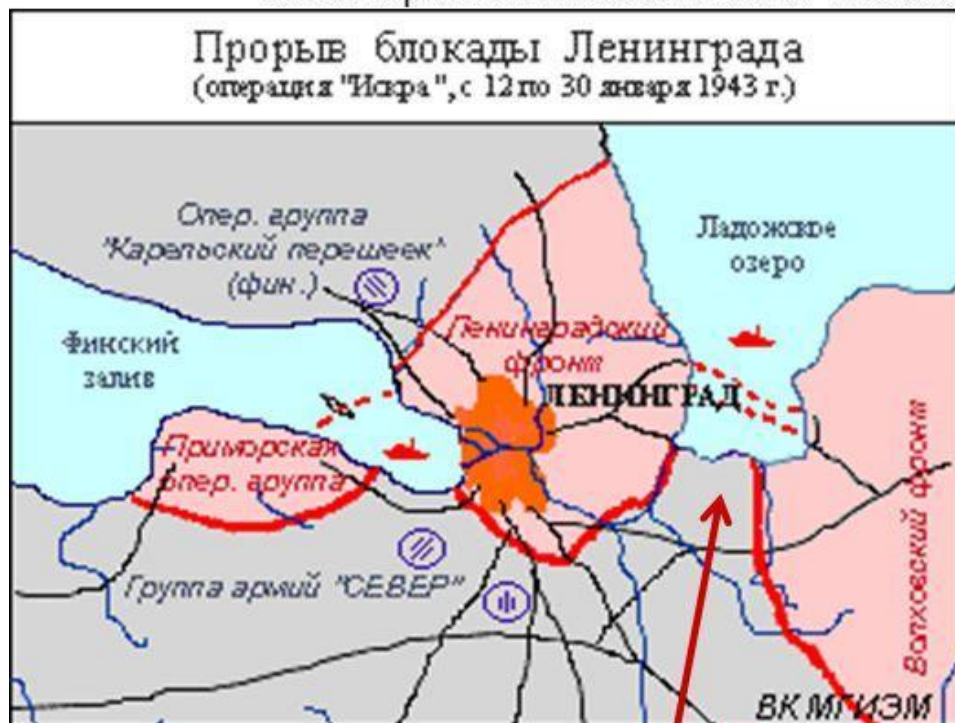 Прорыв блокады Ленинграда
(операция "Искра", с 12 по 30 января 1943 г.)
Опер. группа
"Карельский перешеек"
(фин.)
Ладожское
озеро
Финский
залив
Ленинградский
фронт
ЛЕНИНГРАД
Приморская
опер. группа
Волховский фронт
Группа армий "СЕВЕР"
ВК МГИЭМ